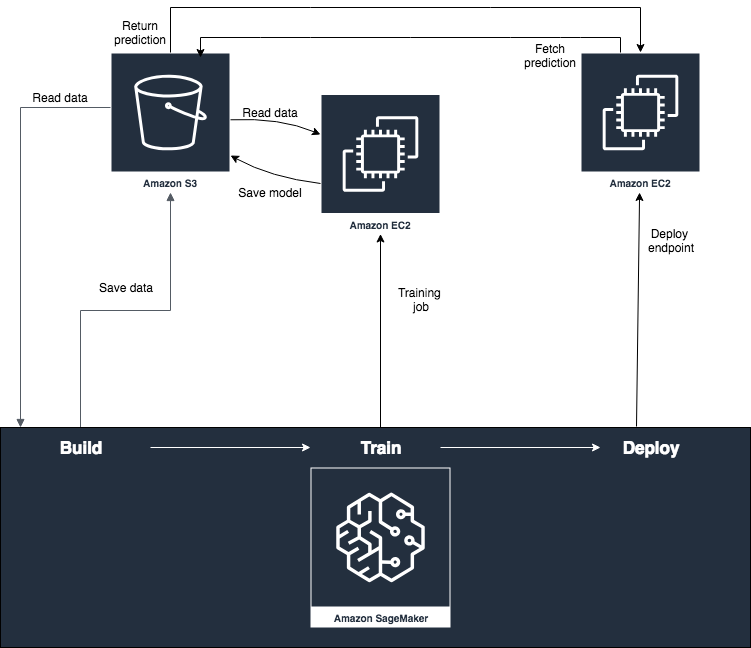 Return
prediction
Fetch
prediction
Read data
Read data
Amazon S3
Save model
Amazon EC2
Amazon EC2
Deploy
endpoint
Save data
Training
job
Build
Train
Deploy
Amazon SageMaker